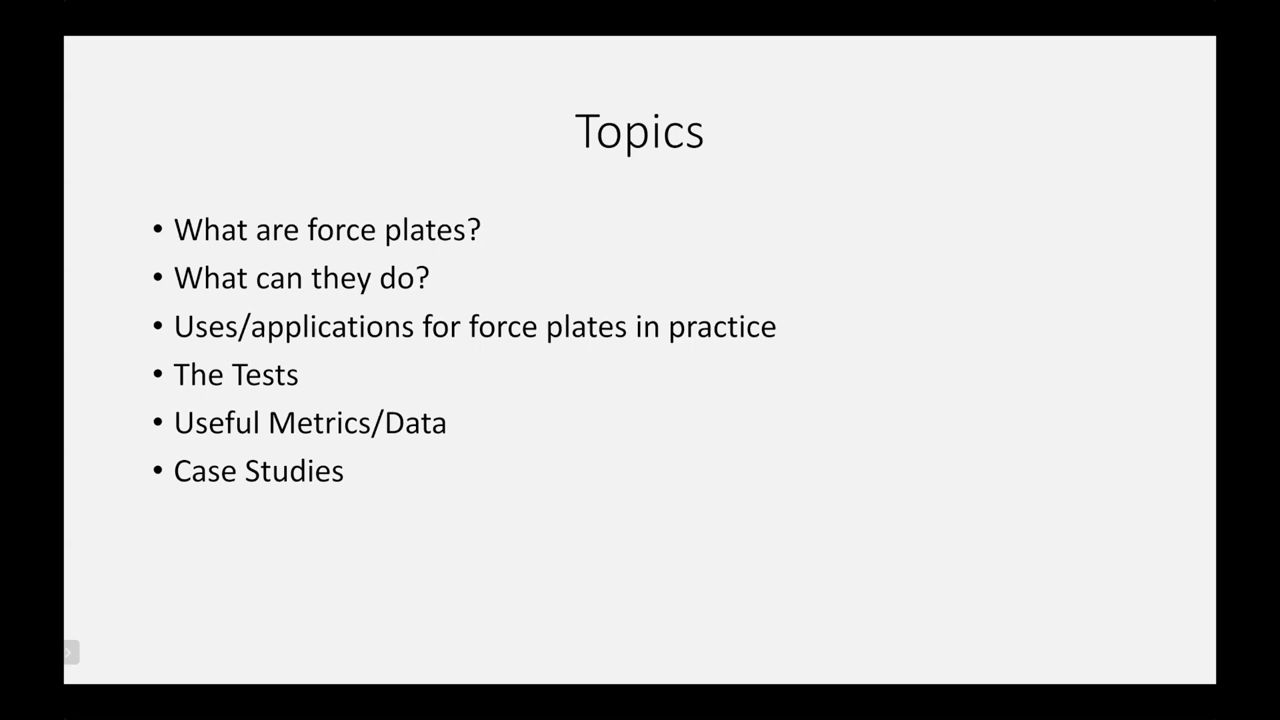 Topics
• What are force plates?
• What can they do?
• Uses/applications for force plates in practice
• The Tests
• Useful Metrics/Data
• Case Studies